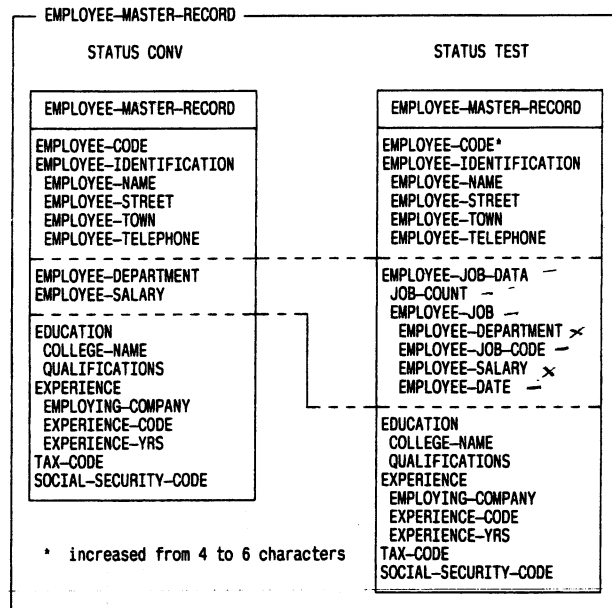 EMPLOYEE-MASTER-RECORD
STATUS CONV
EMPLOYEE-MASTER-RECORD
EMPLOYEE-CODE
EMPLOYEE-IDENTIFICATION
EMPLOYEE-NAME
EMPLOYEE-STREET
EMPLOYEE-TOWN
EMPLOYEE-TELEPHONE
EMPLOYEE-DEPARTMENT
EMPLOYEE-SALARY
EDUCATION
COLLEGE-NAME
QUALIFICATIONS
EXPERIENCE
EMPLOYING-COMPANY
EXPERIENCE-CODE
EXPERIENCE-YRS
TAX-CODE
SOCIAL-SECURITY-CODE
* increased from 4 to 6 characters
STATUS TEST
EMPLOYEE-MASTER-RECORD
EMPLOYEE-CODE*
EMPLOYEE-IDENTIFICATION
EMPLOYEE-NAME
EMPLOYEE-STREET
EMPLOYEE-TOWN
EMPLOYEE-TELEPHONE
EMPLOYEE-JOB-DATA
JOB-COUNT
EMPLOYEE-JOB
EMPLOYEE-DEPARTMENT
EMPLOYEE-JOB-CODE
EMPLOYEE-SALARY
EMPLOYEE-DATE
EDUCATION
COLLEGE-NAME
QUALIFICATIONS
EXPERIENCE
EMPLOYING-COMPANY
EXPERIENCE-CODE
EXPERIENCE-YRS
TAX-CODE
SOCIAL-SECURITY-CODE